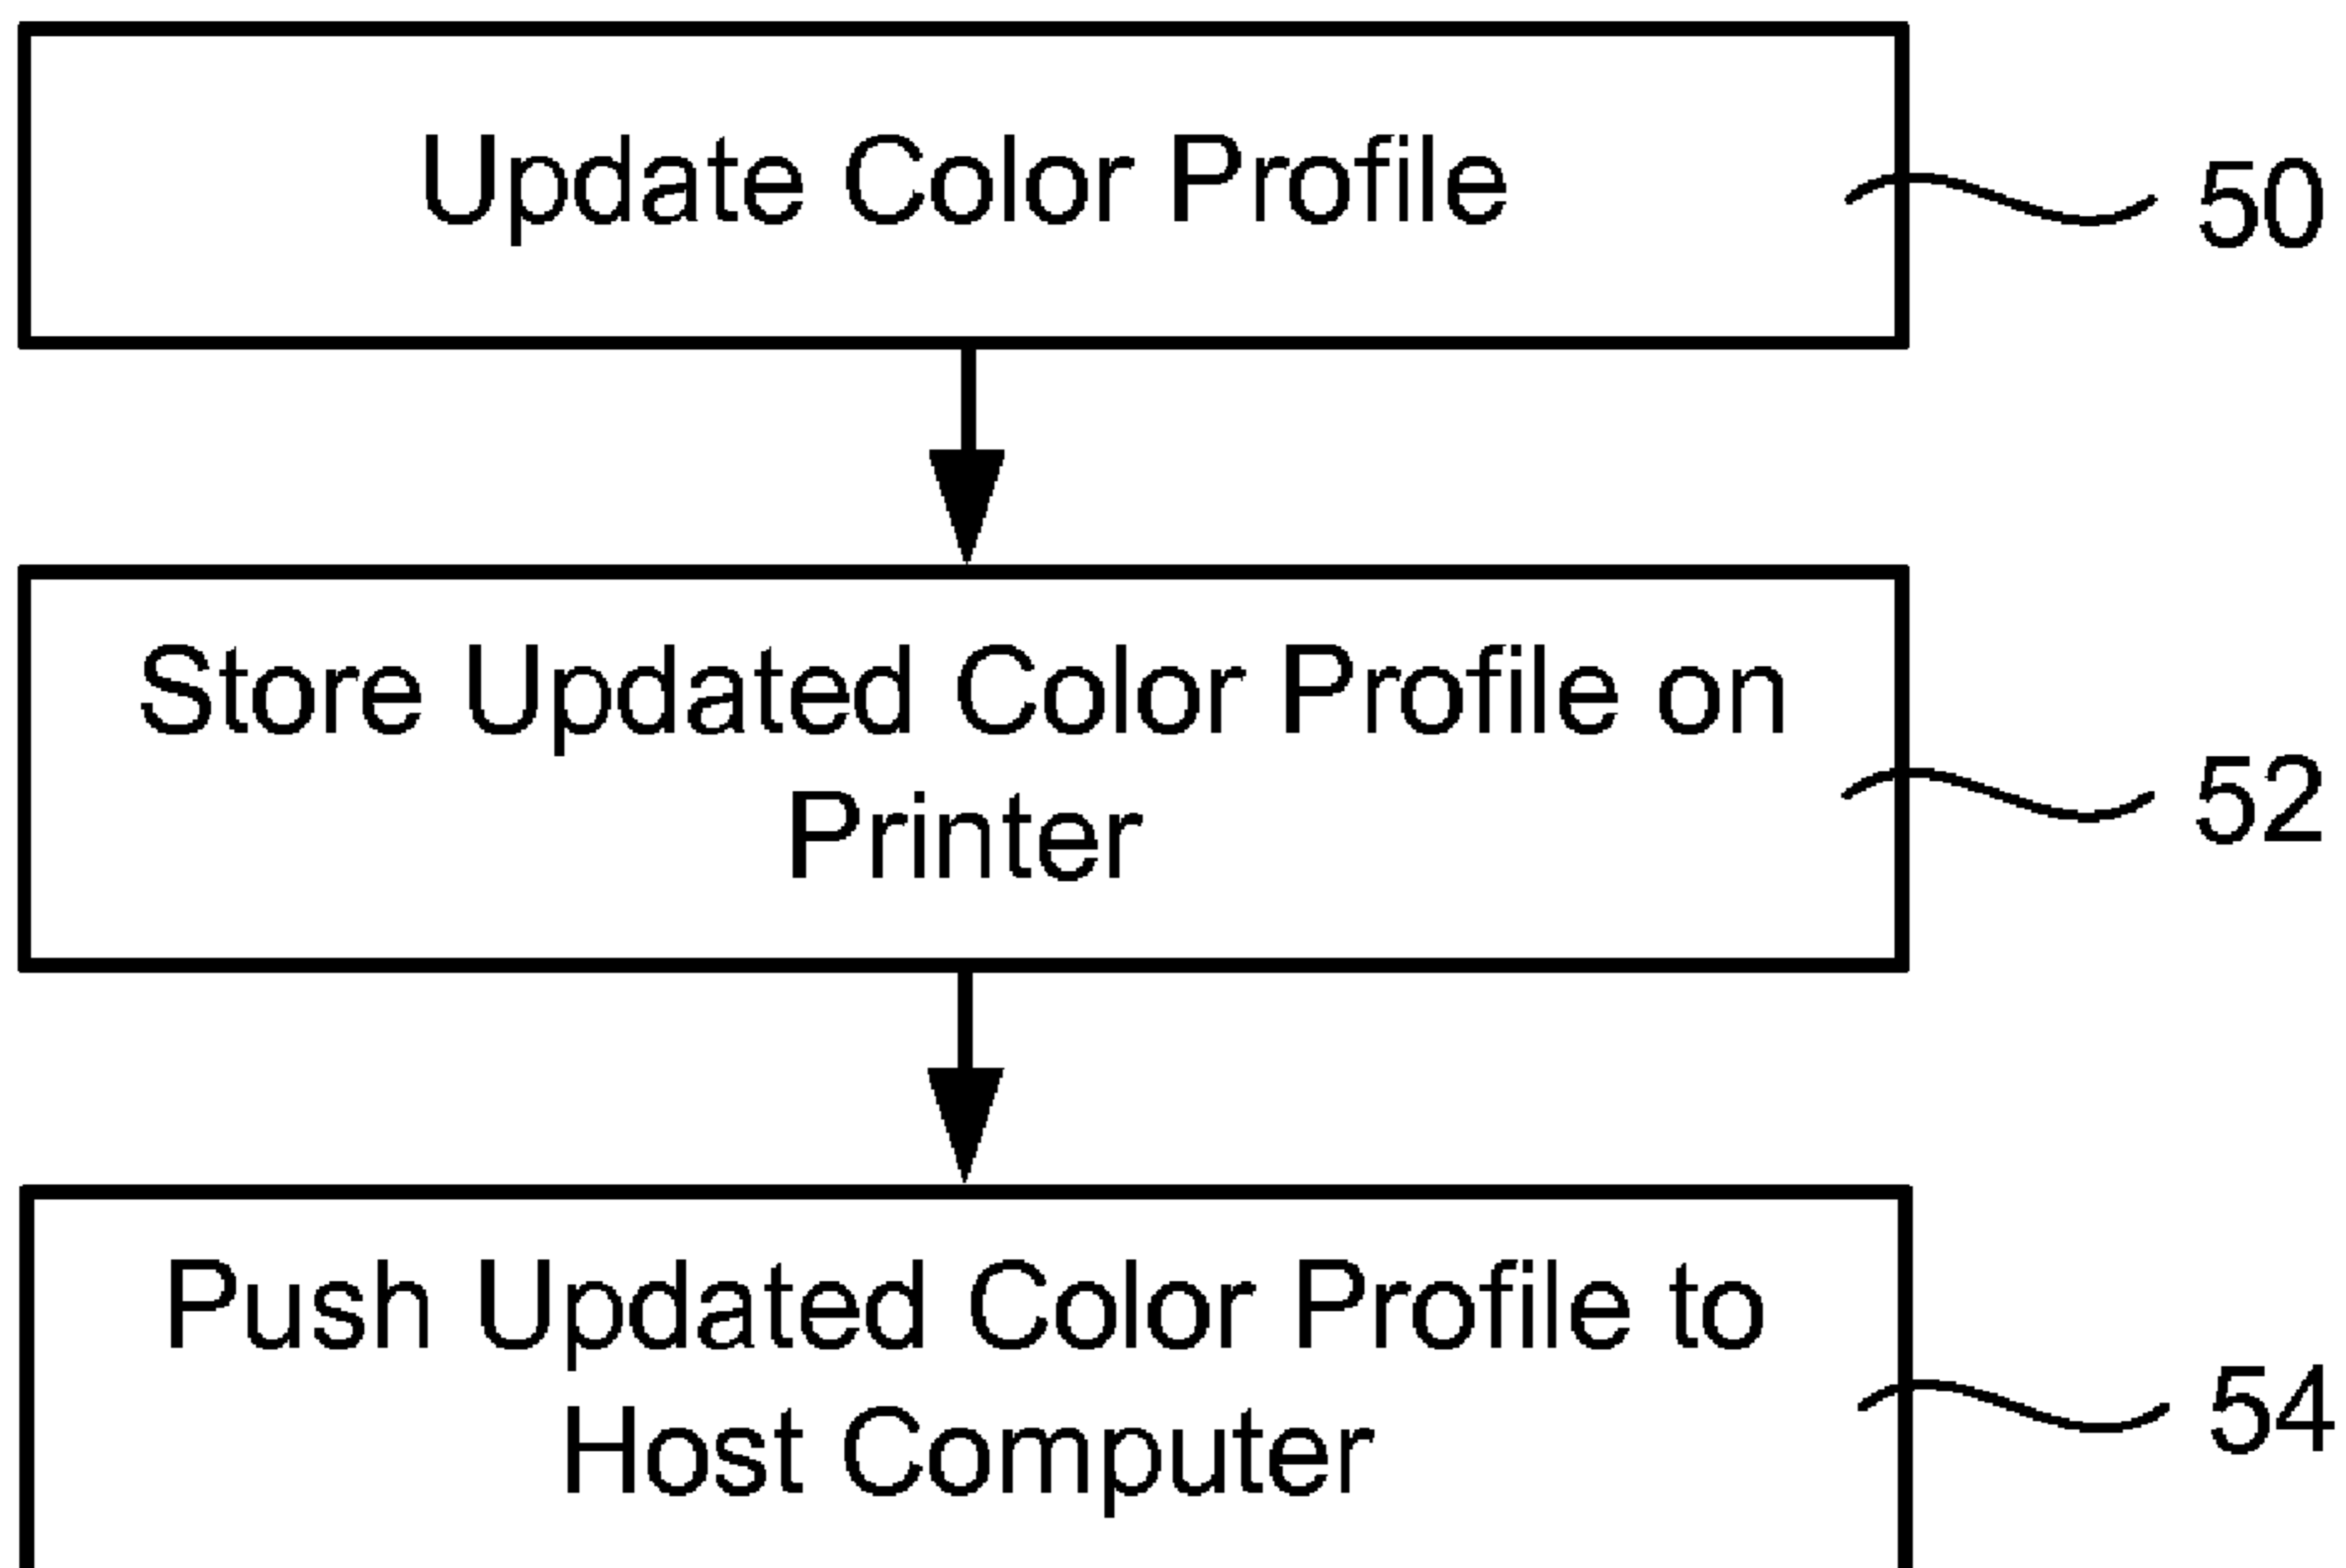 Update Color Profile
50
Store Updated Color Profile on
Printer
52
Push Updated Color Profile to
Host Computer
54